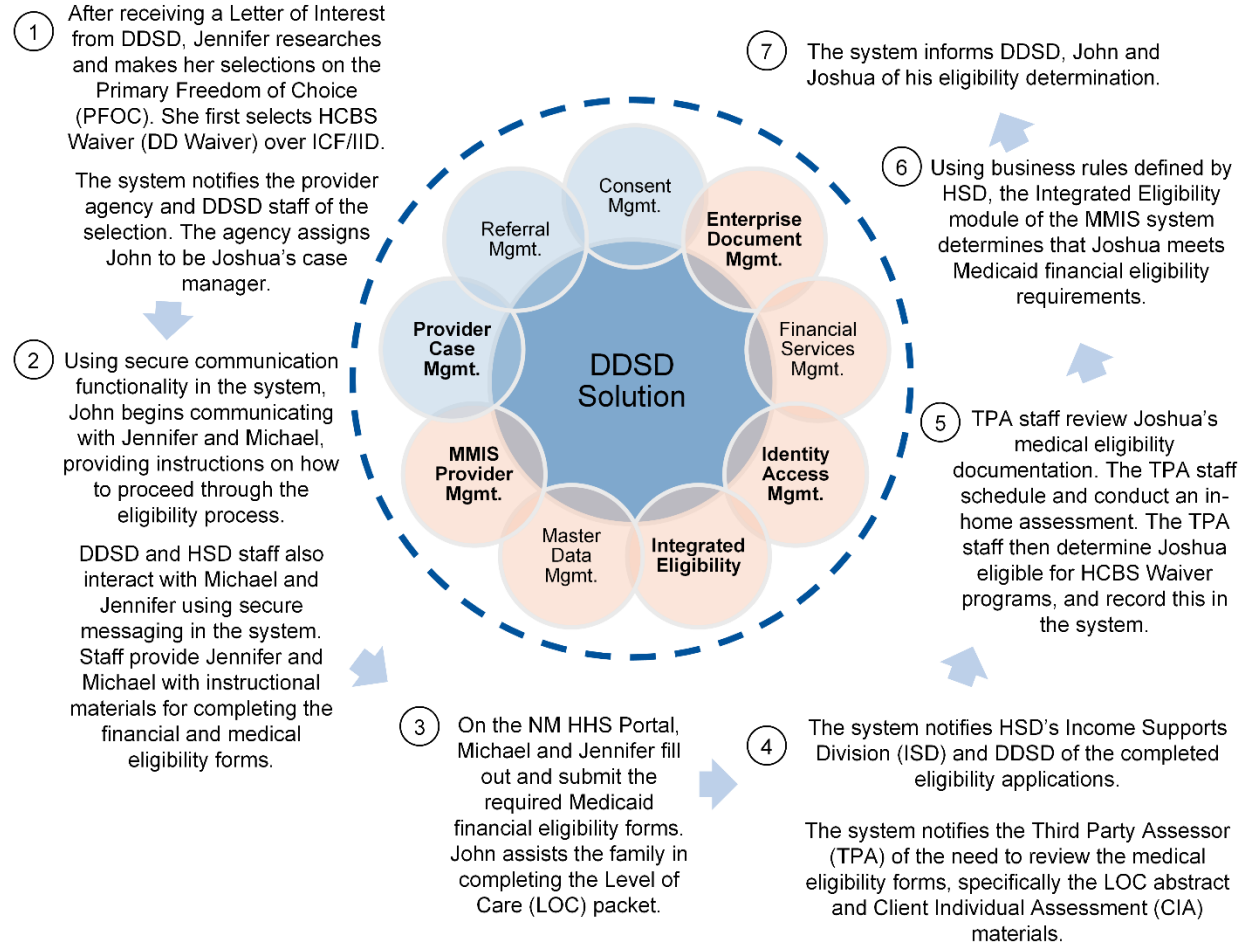 1
After receiving a Letter of Interest
from DDSD, Jennifer researches
and makes her selections on the
Primary Freedom of Choice
(PFOC). She first selects HCBS
Waiver (DD Waiver) over ICF/IID.
The system notifies the provider
agency and DDSD staff of the
selection. The agency assigns
John to be Joshua's case
manager.
2
Using secure communication
functionality in the system,
John begins communicating
with Jennifer and Michael,
providing instructions on how
to proceed through the
eligibility process.
DDSD and HSD staff also
interact with Michael and
Jennifer using secure
messaging in the system.
Staff provide Jennifer and
Michael with instructional
materials for completing the
financial and medical
eligibility forms.
3
On the NM HHS Portal,
Michael and Jennifer fill
out and submit the
required Medicaid
financial eligibility forms.
John assists the family in
completing the Level of
Care (LOC) packet.
4
The system notifies HSD's Income Supports
Division (ISD) and DDSD of the completed
eligibility applications.
The system notifies the Third Party Assessor
(TPA) of the need to review the medical
eligibility forms, specifically the LOC abstract
and Client Individual Assessment (CIA)
materials.
5
TPA staff review Joshua's
medical eligibility
documentation. The TPA staff
schedule and conduct an in-
home assessment. The TPA
staff then determine Joshua
eligible for HCBS Waiver
programs, and record this in
the system.
6
Using business rules defined by
HSD, the Integrated Eligibility
module of the MMIS system
determines that Joshua meets
Medicaid financial eligibility
requirements.
7
The system informs DDSD, John and
Joshua of his eligibility determination.
DDSD
Solution
Consent
Mgmt.
Enterprise
Document
Mgmt.
Financial
Services
Mgmt.
Identity
Access
Mgmt.
Integrated
Eligibility
Master
Data
Mgmt.
MMIS
Provider
Mgmt.
Provider
Case
Mgmt.
Referral
Mgmt.